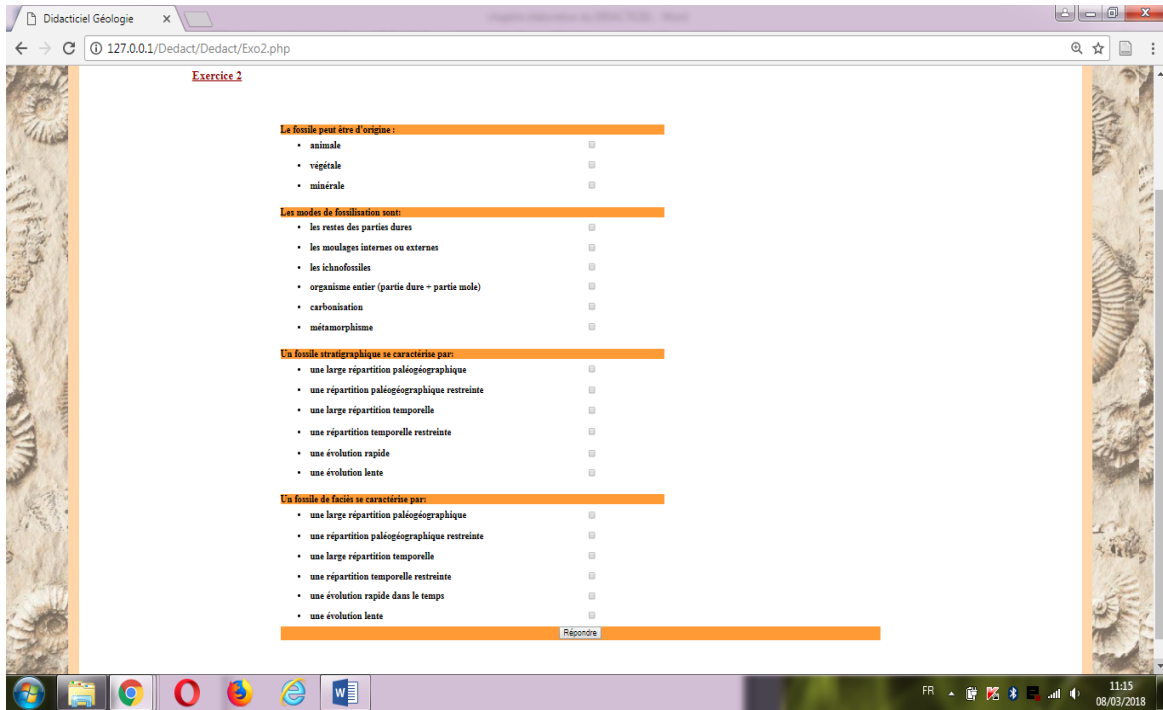 Didacticiel Géologie
127.0.0.1/Dedact/Dedact/Exo2.php
Exercice 2
Le fossile peut être d'origine :
• animale
• végétale
• minérale
Les modes de fossilisation sont:
• les restes des parties dures
• les moulages internes ou externes
• les ichnofossiles
• organisme entier (partie dure + partie mole)
• carbonisation
• métamorphisme
Un fossile stratigraphique se caractérise par:
• une large répartition paléogéographique
• une répartition paléogéographique restreinte
• une large répartition temporelle
• une répartition temporelle restreinte
• une évolution rapide
• une évolution lente
Un fossile de faciès se caractérise par:
• une large répartition paléogéographique
• une répartition paléogéographique restreinte
• une large répartition temporelle
• une répartition temporelle restreinte
• une évolution rapide dans le temps
• une évolution lente
Répondre
FR
11:15
08/03/2018